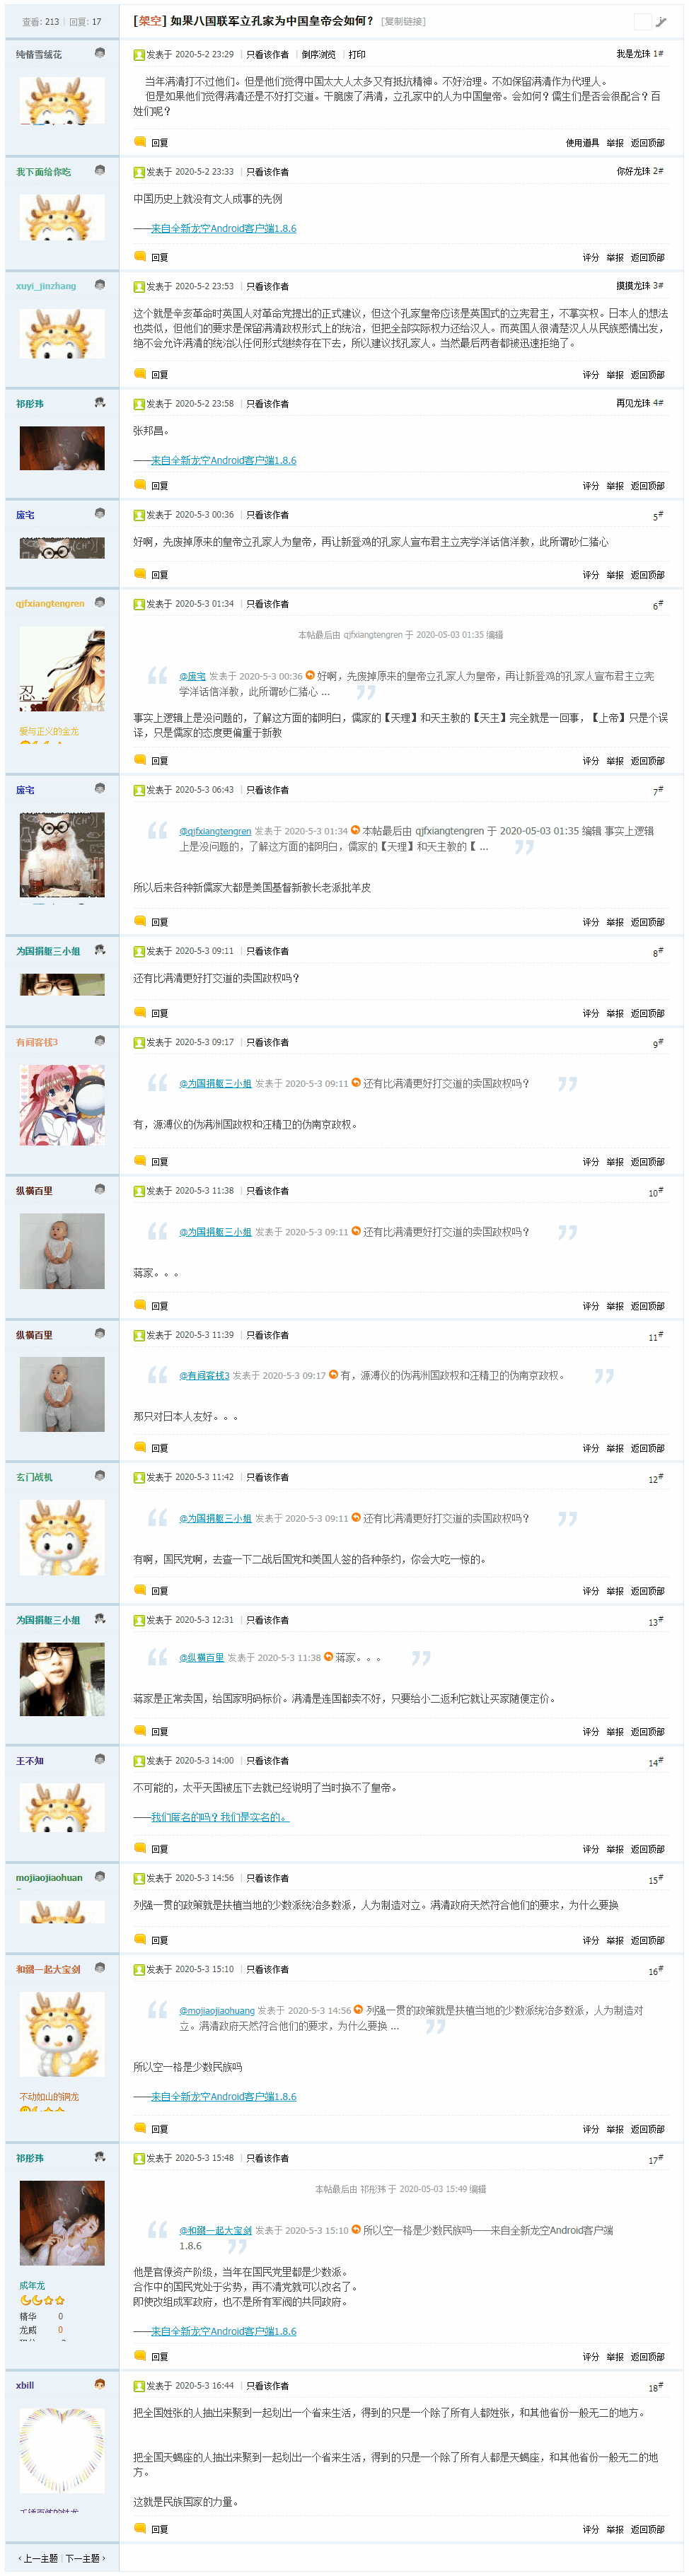 查看: 213 | 回复: 17
[架空] 如果八国联军立孔家为中国皇帝会如何? [复制链接]
纯情雪绒花
发表于 2020-5-2 23:29 | 只看该作者 | 倒序浏览 | 打印
我是龙珠 1#
当年满清打不过他们。但是他们觉得中国太大人太多又有抵抗精神。不好治理。不如保留满清作为代理人。
但是如果他们觉得满清还是不好打交道。干脆废了满清，立孔家中的人为中国皇帝。会如何？儒生们是否会很配合？百
姓们呢？
回复
使用道具 举报 返回顶部
我下面给你吃
发表于 2020-5-2 23:33 | 只看该作者
你好龙珠 2#
中国历史上就没有文人成事的先例
——来自全新龙空Android客户端1.8.6
回复
评分 举报 返回顶部
xuyi_jinzhang
发表于 2020-5-2 23:53 | 只看该作者
摸摸龙珠 3#
这个就是辛亥革命时英国人对革命党提出的正式建议，但这个孔家皇帝应该是英国式的立宪君主，不掌实权。日本人的想法
也类似，但他们的要求是保留满清政权形式上的统治，但把全部实际权力还给汉人。而英国人很清楚汉人从民族感情出发，
绝不会允许满清的统治以任何形式继续存在下去，所以建议找孔家人。当然最后两者都被迅速拒绝了。
回复
评分 举报 返回顶部
祁彤玮
发表于 2020-5-2 23:58 | 只看该作者
再见龙珠 4#
张邦昌。
——来自全新龙空Android客户端1.8.6
回复
评分 举报 返回顶部
废宅
发表于 2020-5-3 00:36 | 只看该作者
5#
好啊，先废掉原来的皇帝立孔家人为皇帝，再让新登鸡的孔家人宣布君主立宪学洋话信洋教，此所谓砂仁猪心
回复
评分 举报 返回顶部
qjfxiangtengren
发表于 2020-5-3 01:34 | 只看该作者
6#
本帖最后由 qjfxiangtengren 于 2020-05-03 01:35 编辑
@废宅 发表于 2020-5-3 00:36 好啊，先废掉原来的皇帝立孔家人为皇帝，再让新登鸡的孔家人宣布君主立宪
学洋话信洋教，此所谓砂仁猪心 ...
事实上逻辑上是没问题的，了解这方面的都明白，儒家的【天理】和天主教的【天主】完全就是一回事，【上帝】只是个误
译，只是儒家的态度更偏重于新教
爱与正义的金龙
回复
评分 举报 返回顶部
废宅
发表于 2020-5-3 06:43 | 只看该作者
7#
@qjfxiangtengren 发表于 2020-5-3 01:34 本帖最后由 qjfxiangtengren 于 2020-05-03 01:35 编辑 事实上逻辑
上是没问题的，了解这方面的都明白，儒家的【天理】和天主教的【 ...
所以后来各种新儒家大都是美国基督新教长老派批羊皮
回复
评分 举报 返回顶部
为国捐躯三小组
发表于 2020-5-3 09:11 | 只看该作者
8#
还有比满清更好打交道的卖国政权吗？
回复
评分 举报 返回顶部
有间客栈3
发表于 2020-5-3 09:17 | 只看该作者
9#
@为国捐躯三小组 发表于 2020-5-3 09:11 还有比满清更好打交道的卖国政权吗？
有，源溥仪的伪满洲国政权和汪精卫的伪南京政权。
回复
评分 举报 返回顶部
纵横百里
发表于 2020-5-3 11:38 | 只看该作者
10#
@为国捐躯三小组 发表于 2020-5-3 09:11 还有比满清更好打交道的卖国政权吗？
蒋家。。。
回复
评分 举报 返回顶部
纵横百里
发表于 2020-5-3 11:39 | 只看该作者
11#
@有间客栈3 发表于 2020-5-3 09:17 有，源溥仪的伪满洲国政权和汪精卫的伪南京政权。
那只对日本人友好。。。
回复
评分 举报 返回顶部
玄门战机
发表于 2020-5-3 11:42 | 只看该作者
12#
@为国捐躯三小组 发表于 2020-5-3 09:11 还有比满清更好打交道的卖国政权吗？
有啊，国民党啊，去查一下二战后国党和美国人签的各种条约，你会大吃一惊的。
回复
评分 举报 返回顶部
为国捐躯三小组
发表于 2020-5-3 12:31 | 只看该作者
13#
@纵横百里 发表于 2020-5-3 11:38 蒋家。。。
蒋家是正常卖国，给国家明码标价。满清是连国都卖不好，只要给小二返利它就让买家随便定价。
回复
评分 举报 返回顶部
王不知
发表于 2020-5-3 14:00 | 只看该作者
14#
不可能的，太平天国被压下去就已经说明了当时换不了皇帝。
——我们匿名的吗？我们是实名的。
回复
评分 举报 返回顶部
mojiaojiaohuan
发表于 2020-5-3 14:56 | 只看该作者
15#
列强一贯的政策就是扶植当地的少数派统治多数派，人为制造对立。满清政府天然符合他们的要求，为什么要换
回复
评分 举报 返回顶部
和钢一起大宝剑
发表于 2020-5-3 15:10 | 只看该作者
16#
@mojiaojiaohuang 发表于 2020-5-3 14:56 列强一贯的政策就是扶植当地的少数派统治多数派，人为制造对
立。满清政府天然符合他们的要求，为什么要换 ...
所以空一格是少数民族吗
——来自全新龙空Android客户端1.8.6
不动如山的铜龙
回复
评分 举报 返回顶部
祁彤玮
发表于 2020-5-3 15:48 | 只看该作者
17#
本帖最后由 祁彤玮 于 2020-05-03 15:49 编辑
@和钢一起大宝剑 发表于 2020-5-3 15:10 所以空一格是少数民族吗——来自全新龙空Android客户端
1.8.6
他是官僚资产阶级，当年在国民党里都是少数派。
合作中的国民党处于劣势，再不清党就可以改名了。
即使改组成军政府，也不是所有军阀的共同政府。
——来自全新龙空Android客户端1.8.6
成年龙
精华 0
龙威 0
回复
评分 举报 返回顶部
xbill
发表于 2020-5-3 16:44 | 只看该作者
18#
把全国姓张的人抽出来聚到一起划出一个省来生活，得到的只是一个除了所有人都姓张，和其他省份一般无二的地方。
把全国天蝎座的人抽出来聚到一起划出一个省来生活，得到的只是一个除了所有人都是天蝎座，和其他省份一般无二的地
方。
这就是民族国家的力量。
回复
评分 举报 返回顶部
‹ 上一主题 | 下一主题 ›